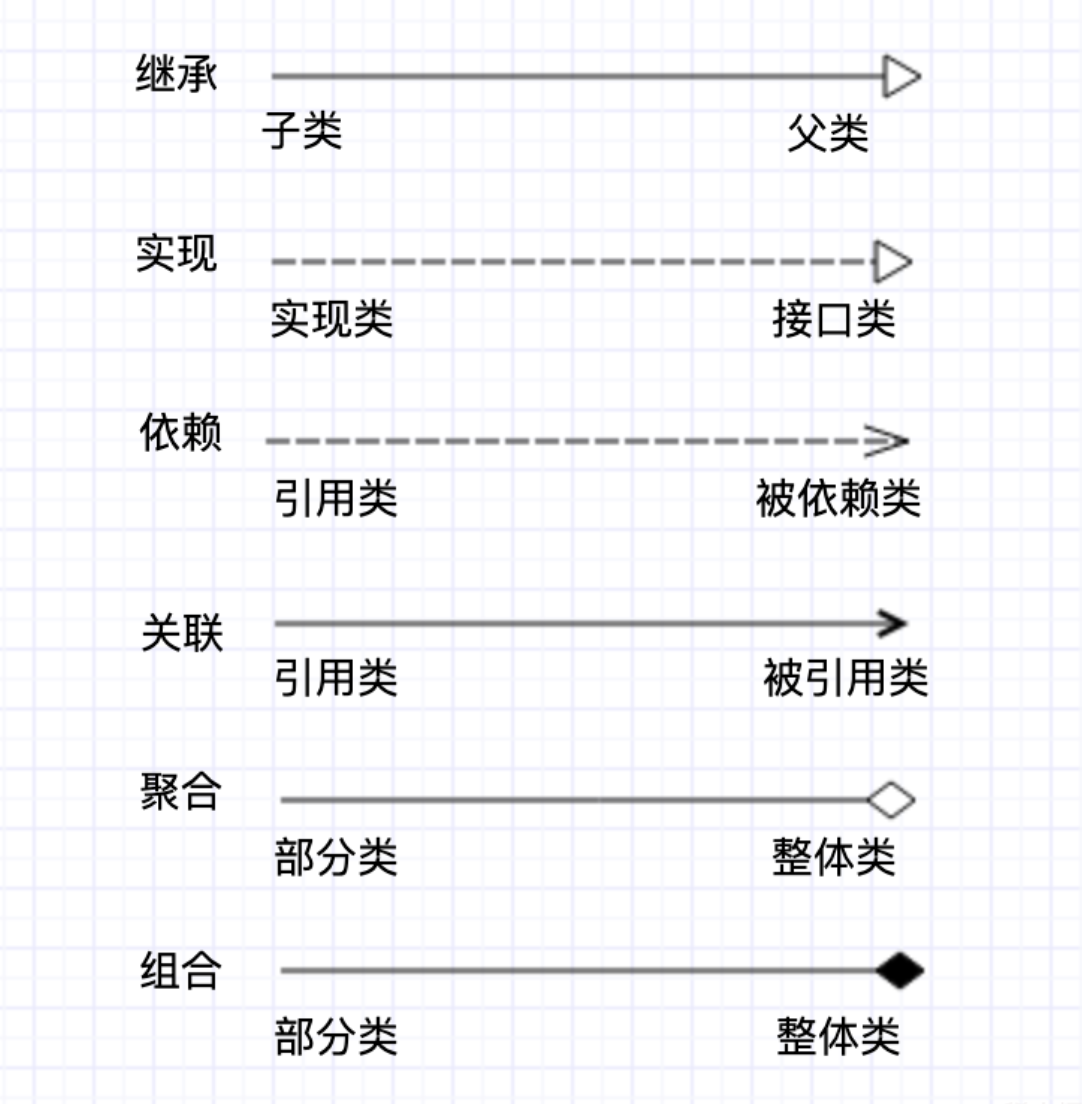 继承
子类 父类
实现
实现类 接口类
依赖
引用类 被依赖类
关联
引用类 被引用类
聚合
部分类 整体类
组合
部分类 整体类